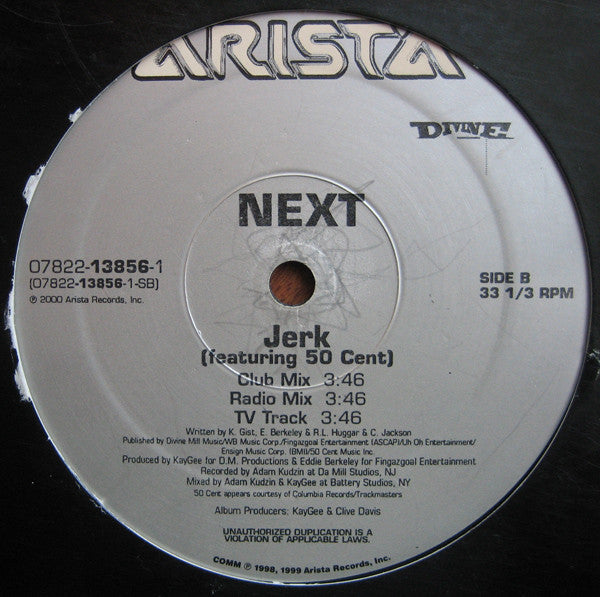 ARISTA
DIVINE
NEXT
07822-13856-1
(07822-13856-1-SB)
℗ 2000 Arista Records, Inc.
SIDE B
33 1/3 RPM
Jerk
(featuring 50 Cent)
Club Mix 3:46
Radio Mix 3:46
TV Track 3:46
Written by K. Gist, E. Berkeley & R.L. Huggar & C. Jackson
Published by Divine Mill Music/WB Music Corp./Fingazgoal Entertainment (ASCAP)/Uh Oh Entertainment/
Ensign Music Corp. (BMI)/50 Cent Music Inc.
Produced by KayGee for D.M. Productions & Eddie Berkeley for Fingazgoal Entertainment
Recorded by Adam Kudzin at Da Mill Studios, NJ
Mixed by Adam Kudzin & KayGee at Battery Studios, NY
50 Cent appears courtesy of Columbia Records/Trackmasters
Album Producers: KayGee & Clive Davis
UNAUTHORIZED DUPLICATION IS A
VIOLATION OF APPLICABLE LAWS.
COMM ℗ 1998, 1999 Arista Records, Inc.